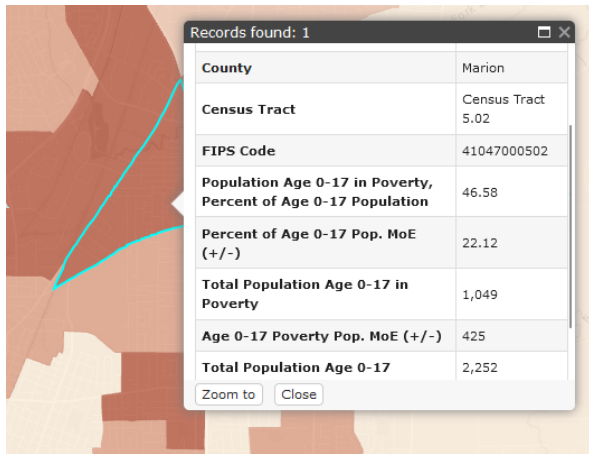 Records found: 1
County
Marion
Census Tract
Census Tract
5.02
FIPS Code
41047000502
Population Age 0-17 in Poverty,
Percent of Age 0-17 Population
46.58
Percent of Age 0-17 Pop. MoE
(+/-)
22.12
Total Population Age 0-17 in
Poverty
1,049
Age 0-17 Poverty Pop. MoE (+/-)
425
Total Population Age 0-17
2,252
Zoom to
Close